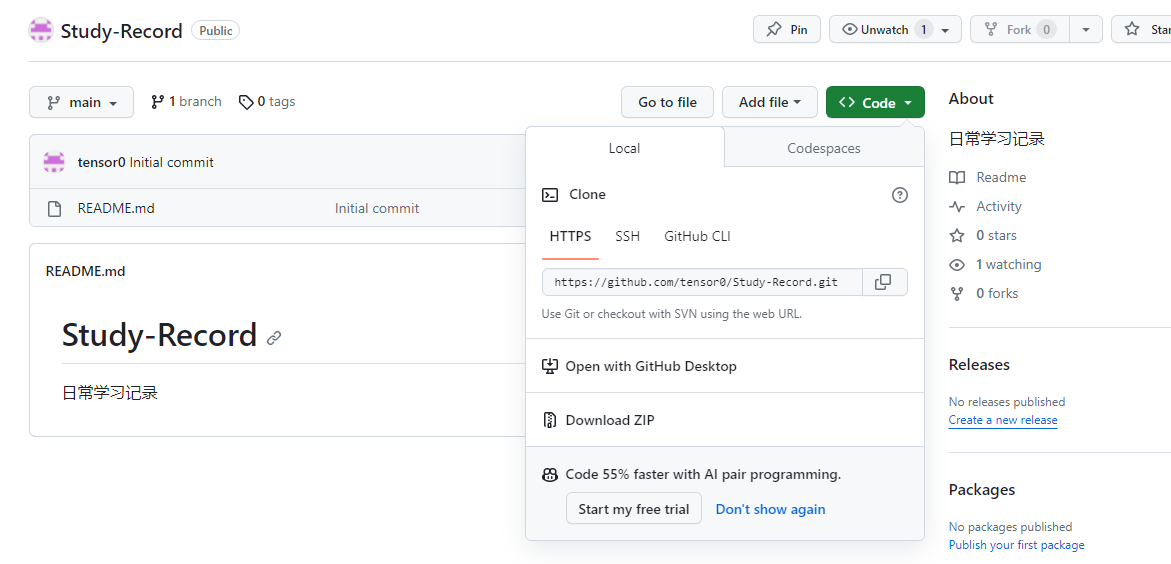 Study-Record Public Pin Unwatch 1 Fork 0
main 1 branch 0 tags Go to file Add file <> Code
tensor0 Initial commit
README.md Initial commit
README.md
Study-Record
日常学习记录
Local Codespaces
Clone
HTTPS SSH GitHub CLI
https://github.com/tensor0/Study-Record.git
Use Git or checkout with SVN using the web URL.
Open with GitHub Desktop
Download ZIP
Code 55% faster with AI pair programming.
Start my free trial Don't show again
About
日常学习记录
Readme
Activity
0 stars
1 watching
0 forks
Releases
No releases published
Create a new release
Packages
No packages published
Publish your first package